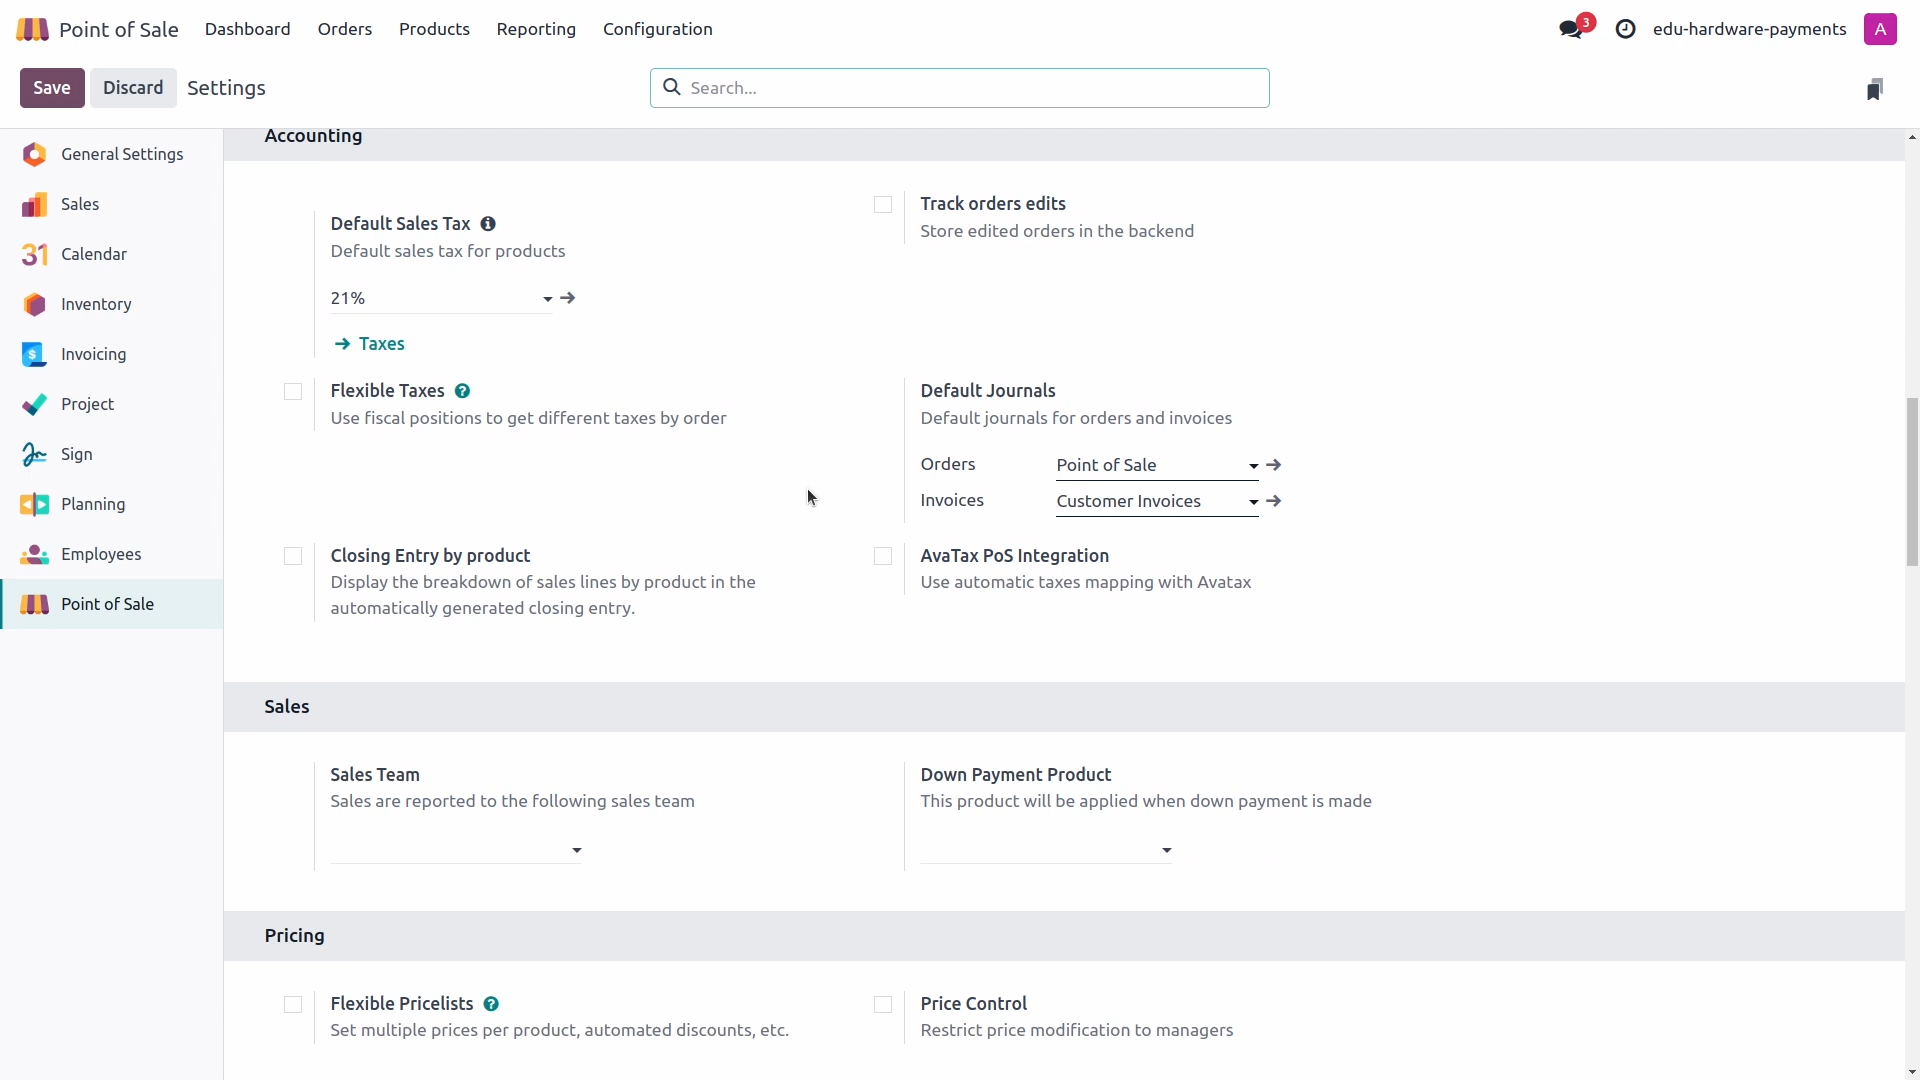 Point of Sale
Dashboard
Orders
Products
Reporting
Configuration
3
edu-hardware-payments
A
Save
Discard
Settings
Search...
General Settings
Sales
31 Calendar
Inventory
$ Invoicing
Project
Sign
Planning
Employees
Point of Sale
Accounting
Default Sales Tax
Default sales tax for products
21%
Taxes
Track orders edits
Store edited orders in the backend
Flexible Taxes ?
Use fiscal positions to get different taxes by order
Default Journals
Default journals for orders and invoices
Orders Point of Sale
Invoices Customer Invoices
Closing Entry by product
Display the breakdown of sales lines by product in the
automatically generated closing entry.
AvaTax PoS Integration
Use automatic taxes mapping with Avatax
Sales
Sales Team
Sales are reported to the following sales team
Down Payment Product
This product will be applied when down payment is made
Pricing
Flexible Pricelists ?
Set multiple prices per product, automated discounts, etc.
Price Control
Restrict price modification to managers